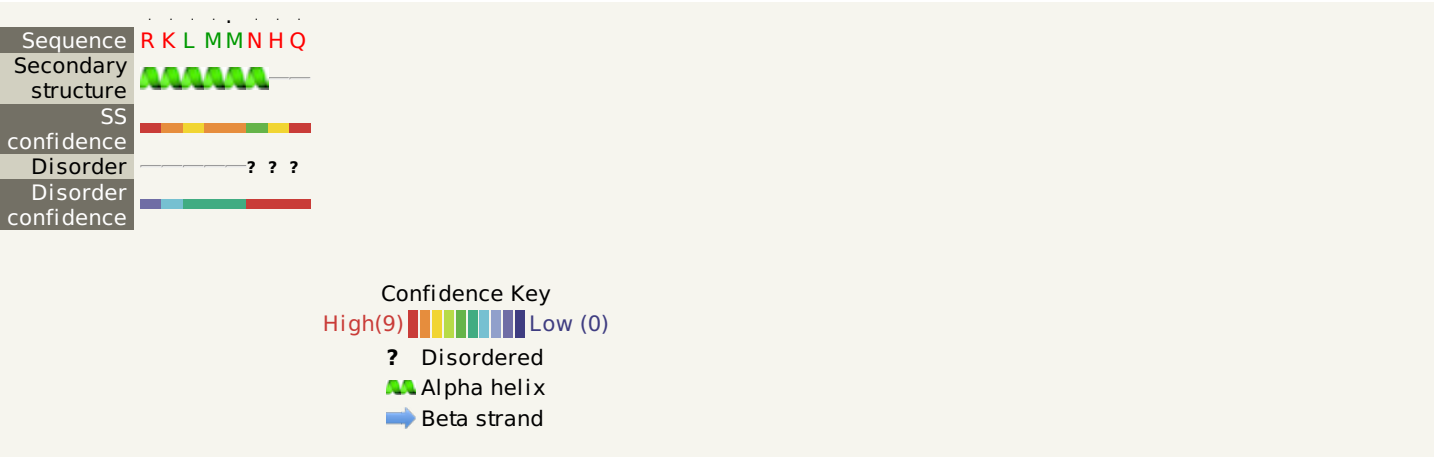 Sequence RKLMMNHQ
Secondary structure
SS confidence
Disorder ? ? ?
Disorder confidence
Confidence Key
High(9) Low (0)
? Disordered
Alpha helix
Beta strand